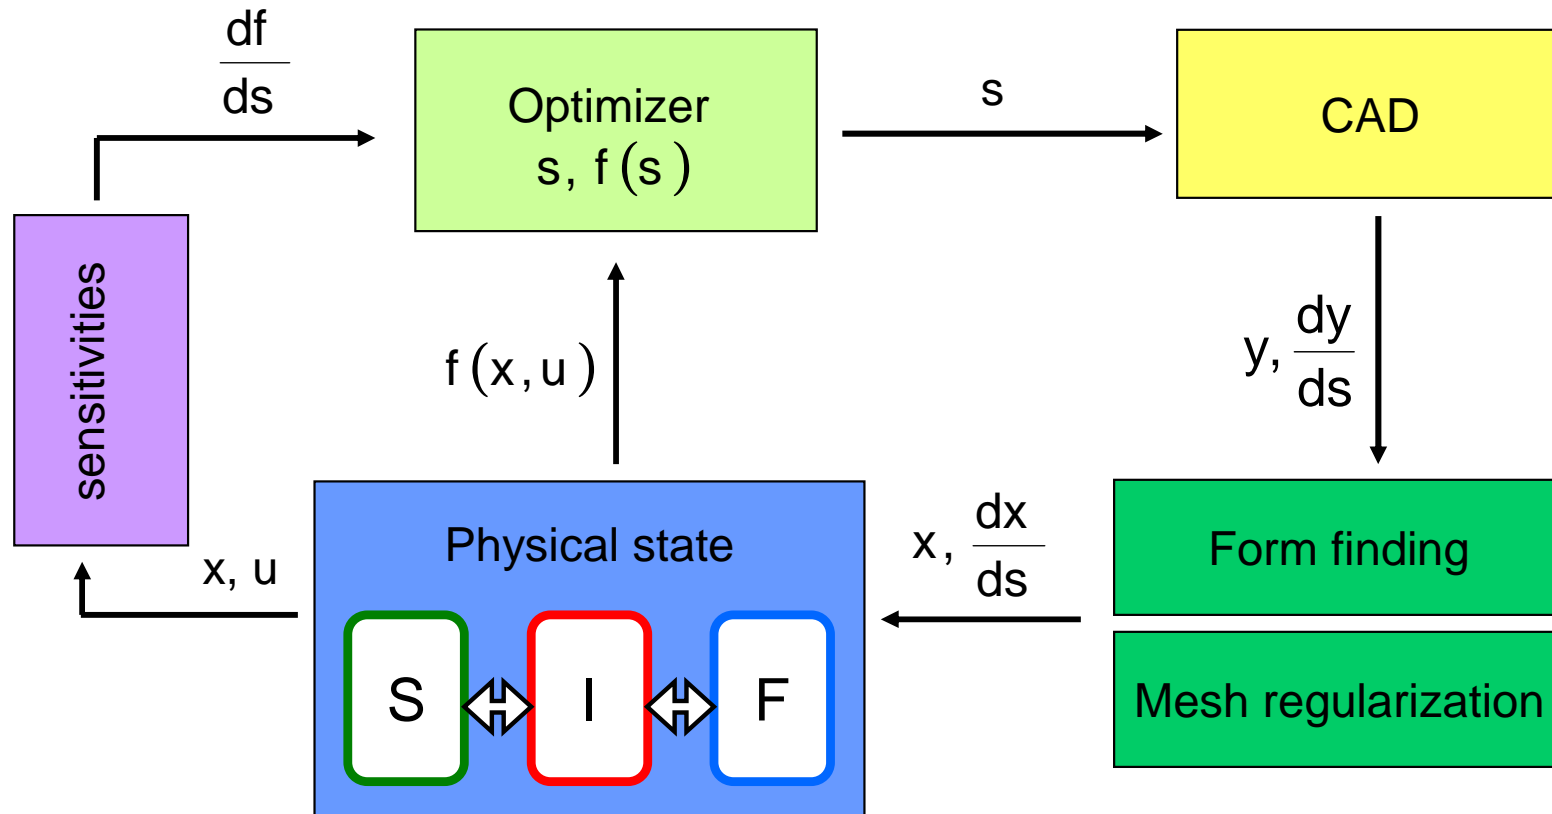 df
ds
Optimizer
s, f(s)
s
CAD
sensitivities
f(x,u)
y, dy
ds
Physical state
x, dx
ds
Form finding
x, u
S
I
F
Mesh regularization